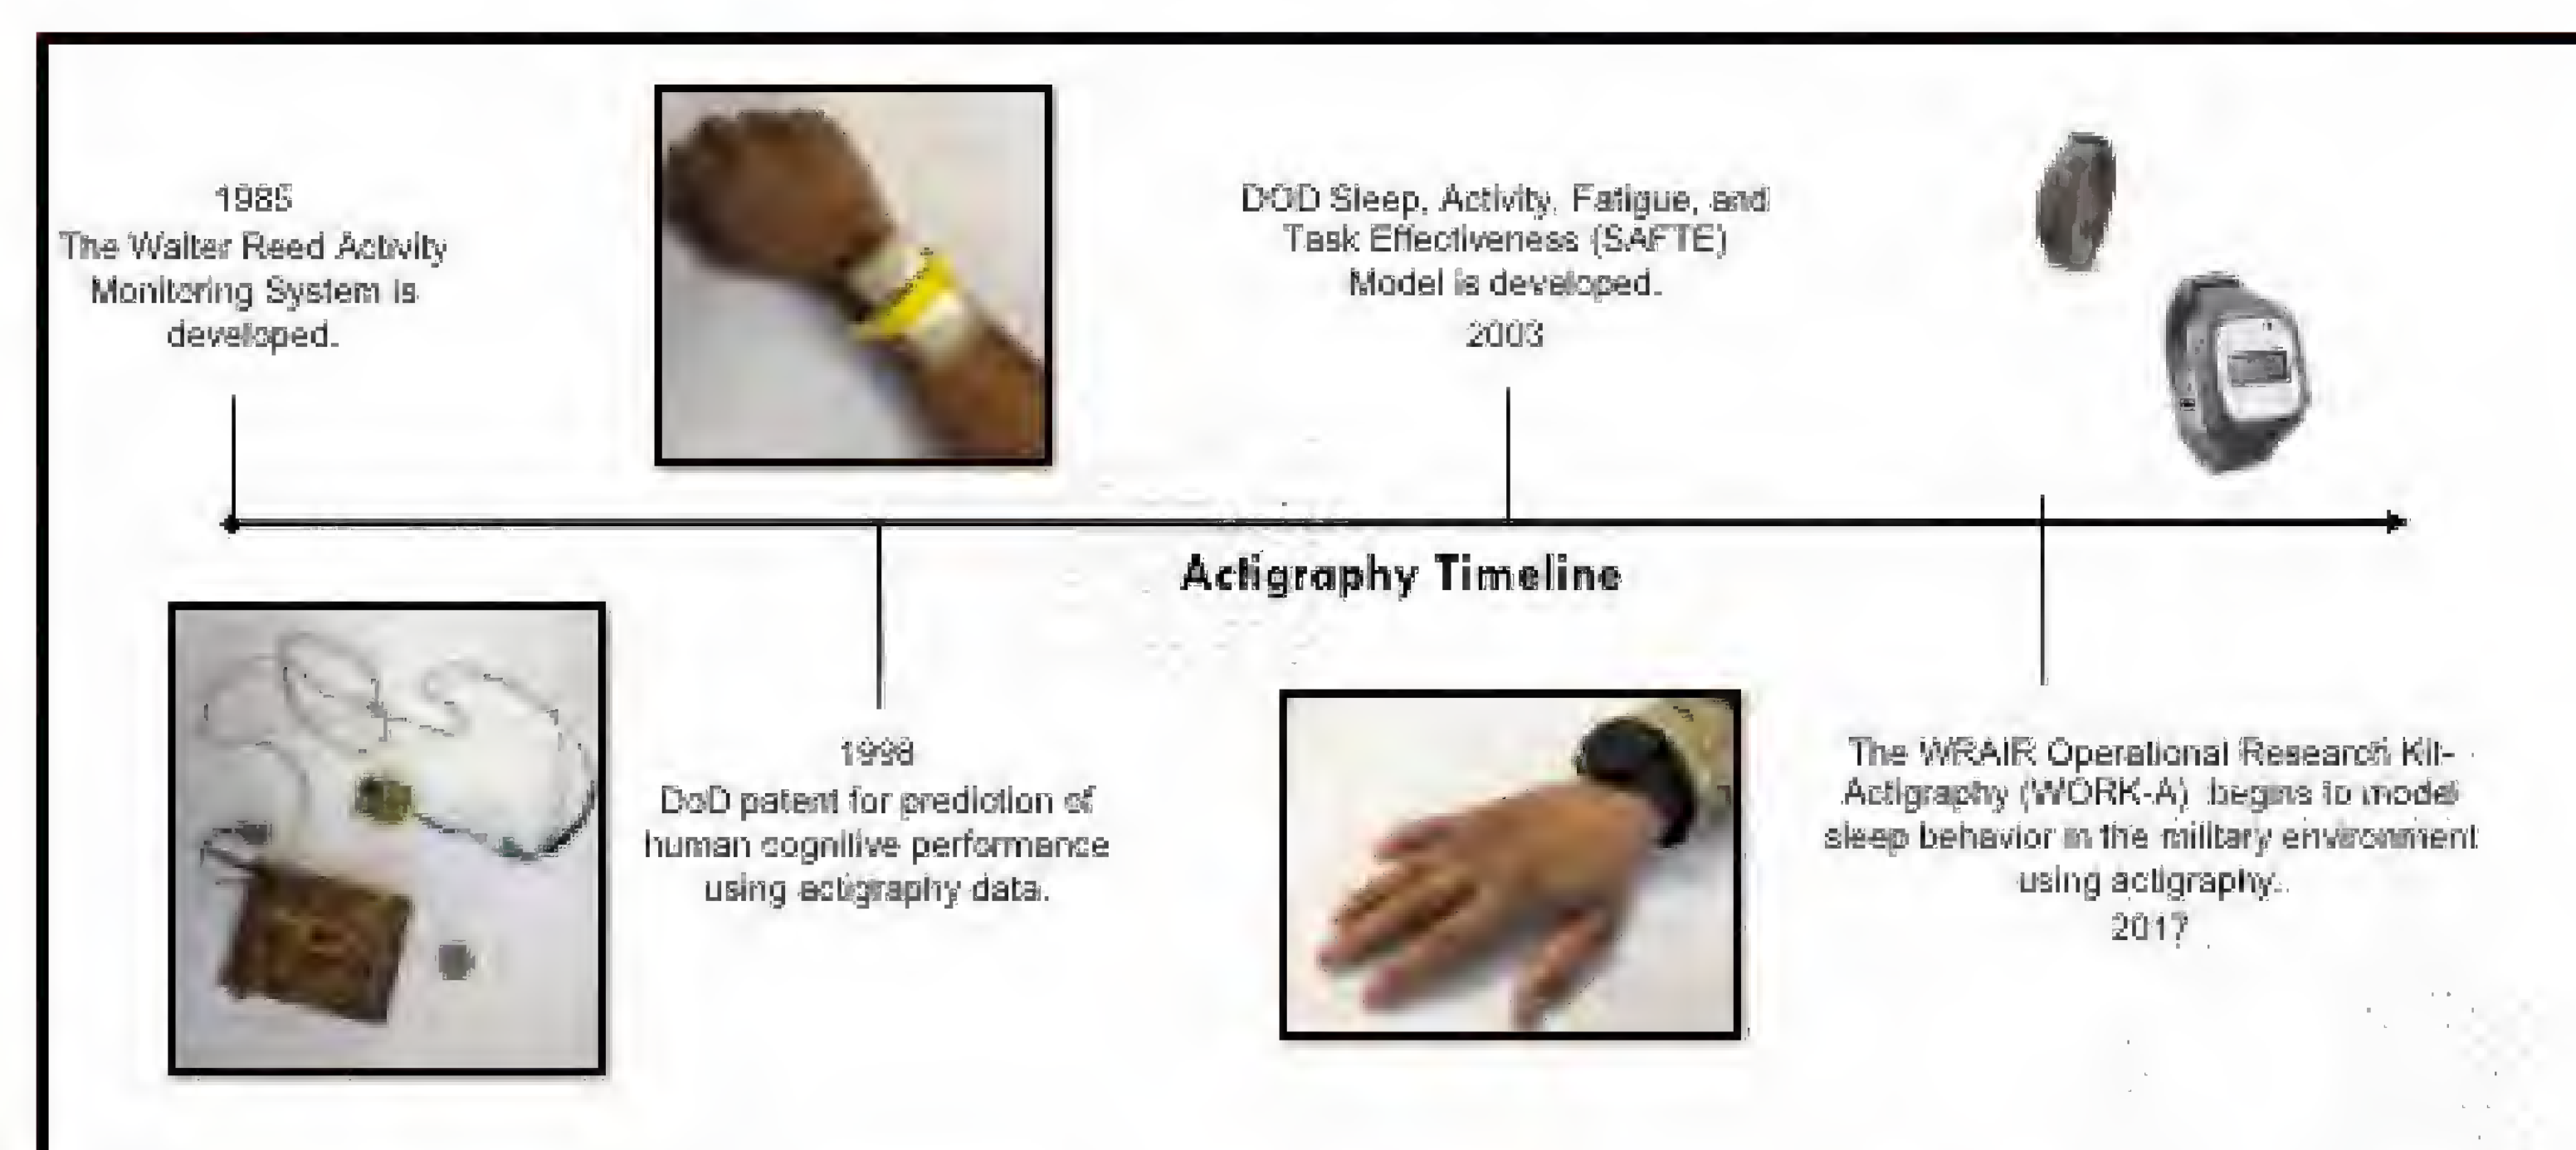 1985
The Walter Reed Activity
Monitoring System is
developed.
DOD Sleep, Activity, Fatigue, and
Task Effectiveness (SAFTE)
Model is developed.
2003
Actigraphy Timeline
1998
DoD patent for prediction of
human cognitive performance
using actigraphy data.
The WRAIR Operational Research Kit-
Actigraphy (WORK-A) begins to model
sleep behavior in the military environment
using actigraphy.
2017